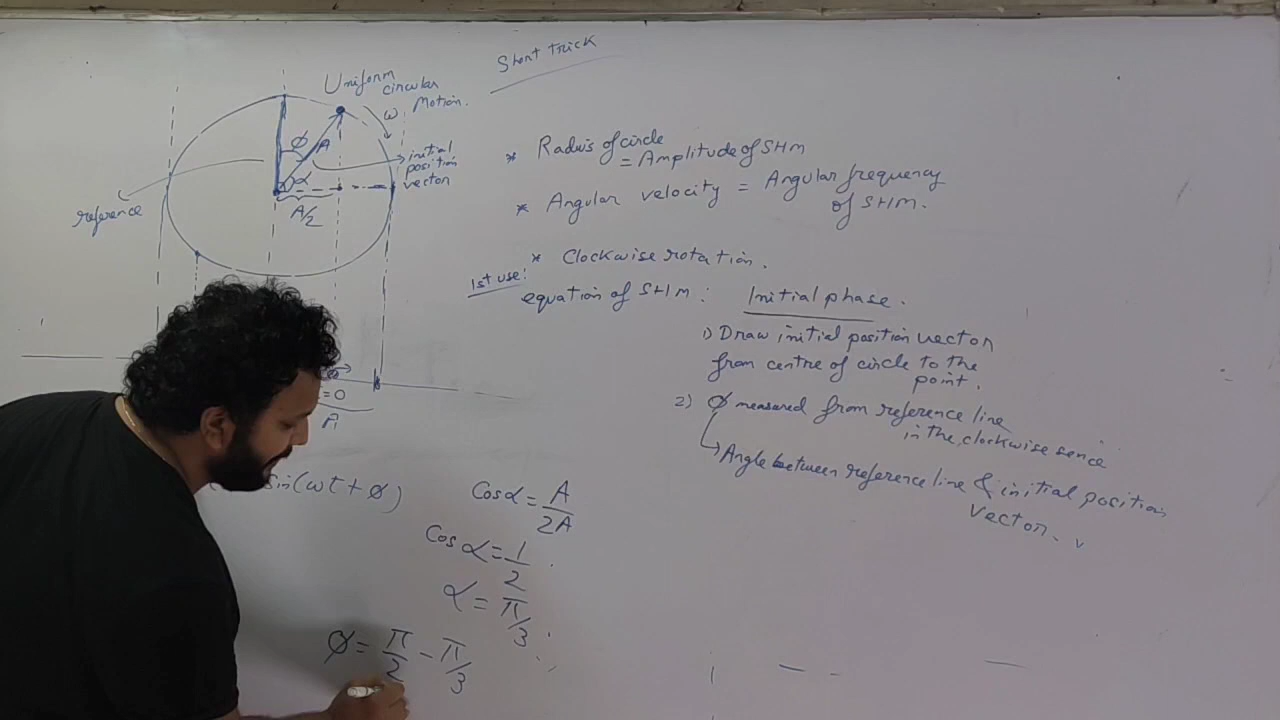 Short trick
Uniform
circular
Motion.
ω
φ
A
α
initial
position
vector
A/2
reference
* Radius of circle
= Amplitude of SHM
* Angular velocity = Angular frequency
of SHM.
* Clockwise rotation.
1st use:
equation of SHM: Initial phase.
1) Draw initial position vector
from centre of circle to the
point.
2) φ measured from reference line
in the clockwise sence
Angle between reference line & initial position
vector.
=0
sin(ωt+φ)
Cosα = A/2A
Cosα = 1/2
α = π/3
φ = π/2 - π/3